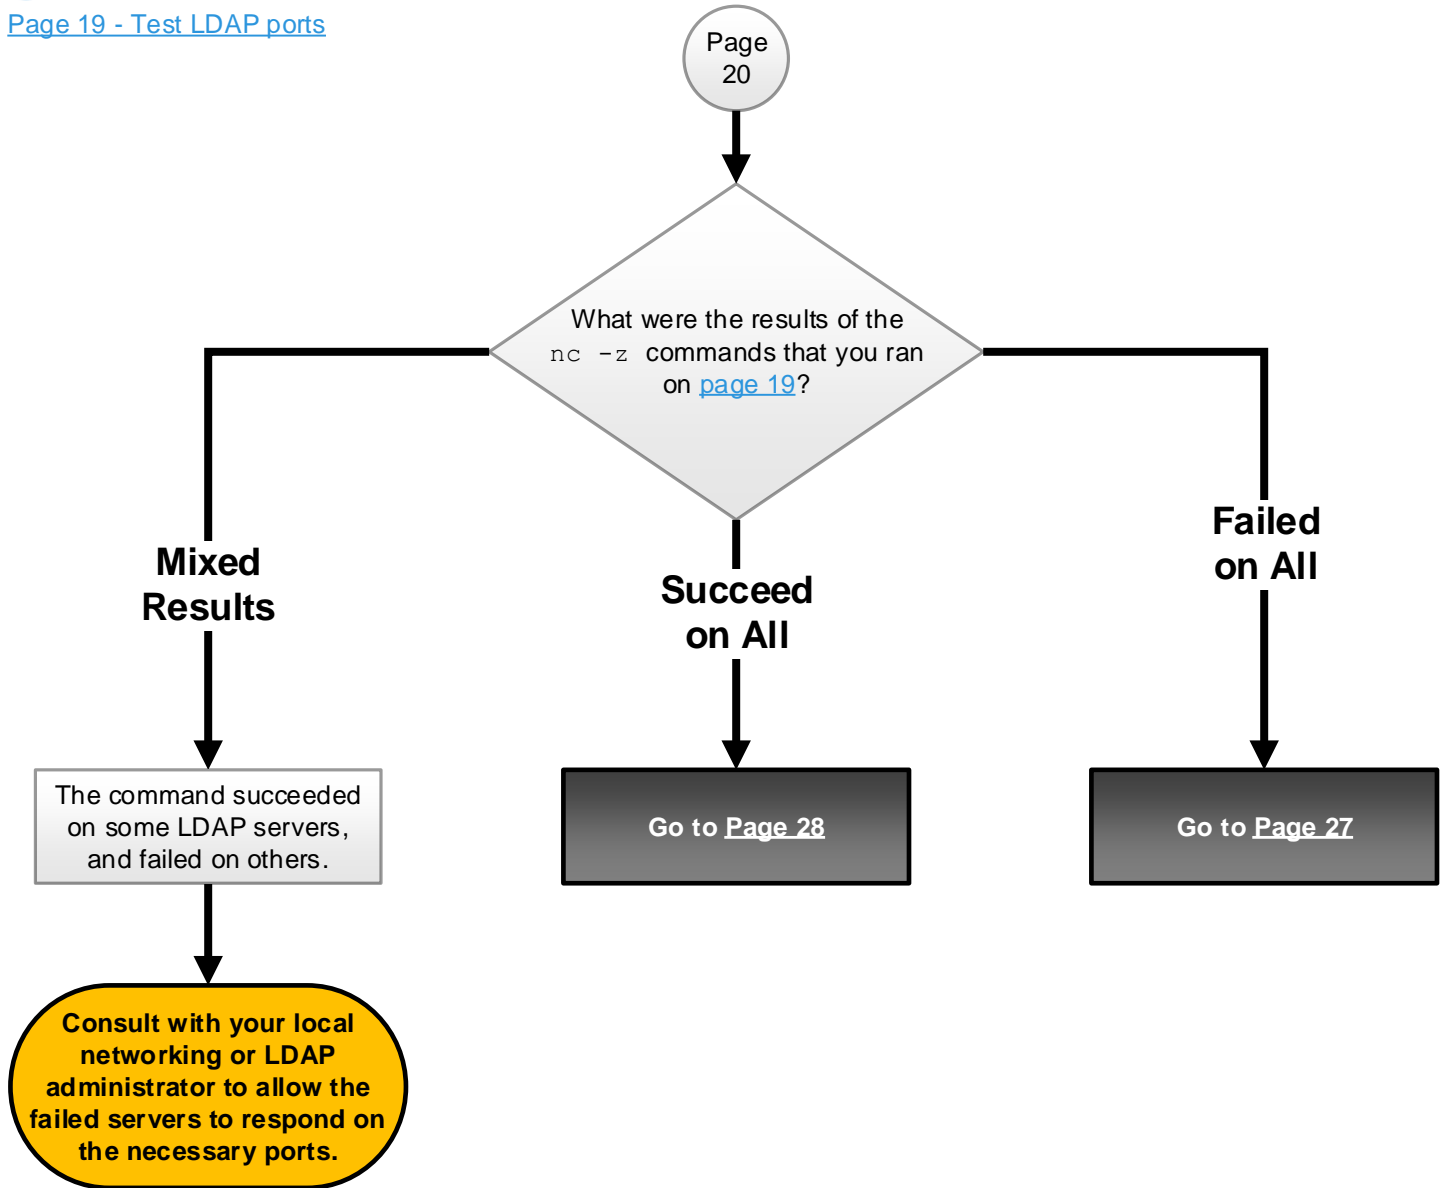 Page 19 - Test LDAP ports
Page
20
What were the results of the
nc -z commands that you ran
on page 19?
Mixed
Results
Succeed
on All
Failed
on All
The command succeeded
on some LDAP servers,
and failed on others.
Go to Page 28
Go to Page 27
Consult with your local
networking or LDAP
administrator to allow the
failed servers to respond on
the necessary ports.